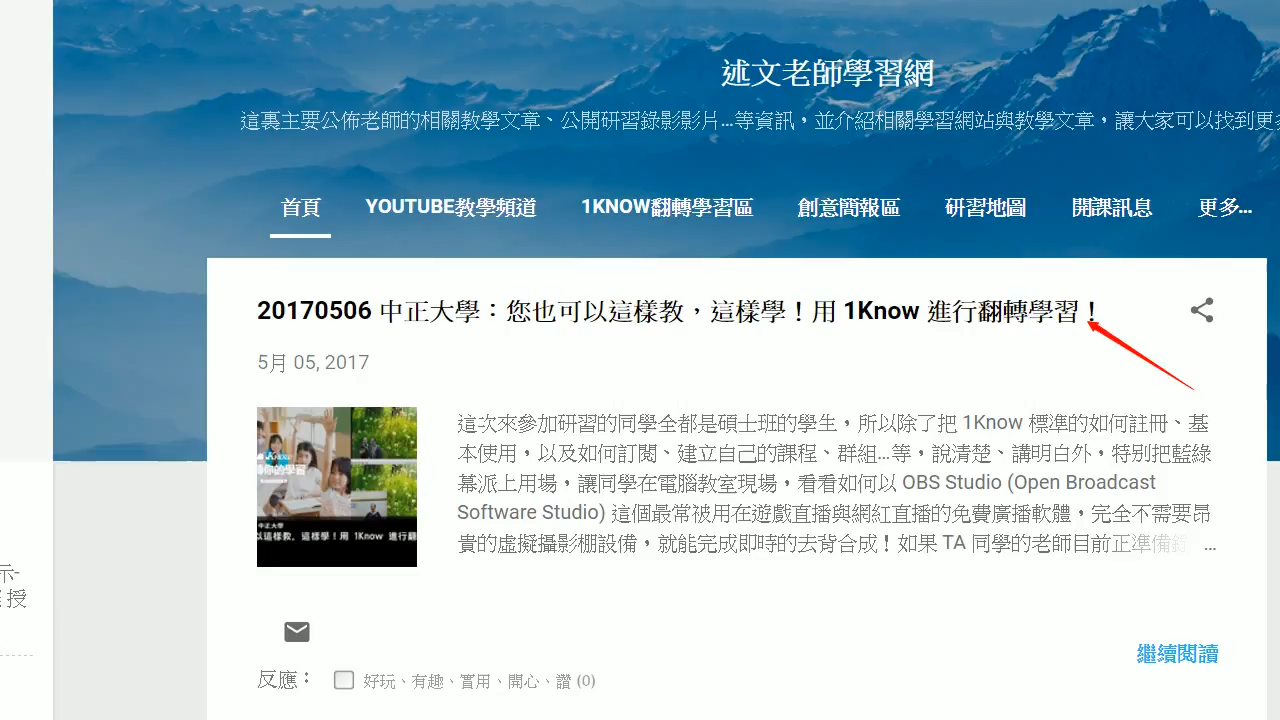 述文老師學習網
這裏主要公佈老師的相關教學文章、公開研習錄影影片...等資訊，並介紹相關學習網站與教學文章，讓大家可以找到更多
首頁 YOUTUBE教學頻道 1KNOW翻轉學習區 創意簡報區 研習地圖 開課訊息 更多...
20170506 中正大學：您也可以這樣教，這樣學！用 1Know 進行翻轉學習！
5月 05, 2017
這次來參加研習的同學全都是碩士班的學生，所以除了把 1Know 標準的如何註冊、基
本使用，以及如何訂閱、建立自己的課程、群組...等，說清楚、講明白外，特别把藍綠
幕派上用場，讓同學在電腦教室現場，看看如何以 OBS Studio (Open Broadcast
Software Studio) 這個最常被用在遊戲直播與網紅直播的免費廣播軟體，完全不需要昂
貴的虛擬攝影棚設備，就能完成即時的去背合成！如果 TA 同學的老師目前正準備錄 ...
你的學習
中正大學
以這樣教，這樣學！用 1Know 進行翻
示-
授
繼續閱讀
反應： 好玩、有趣、實用、開心、讚 (0)